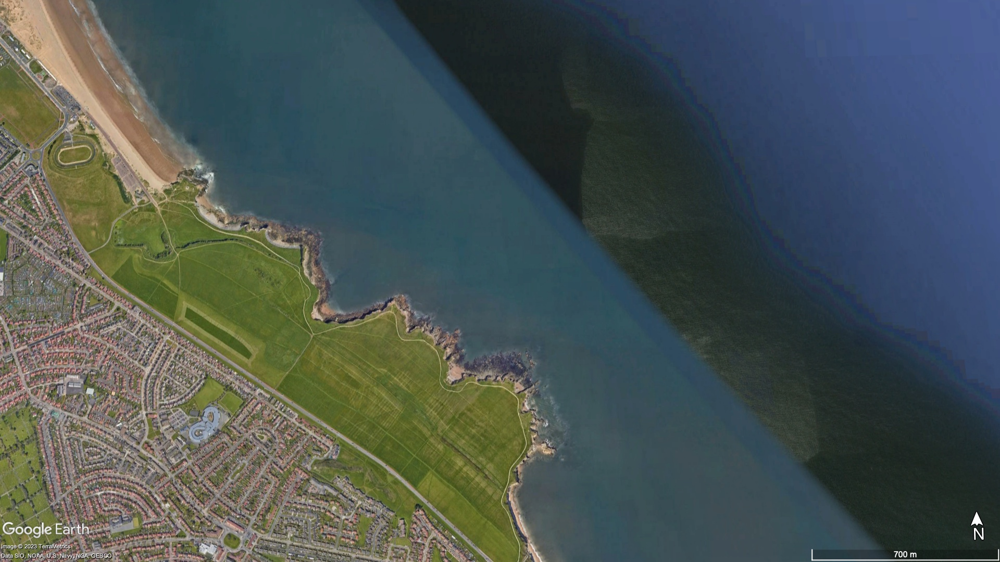 Google Earth
Image © 2023 TerraMetrics
Data SIO, NOAA, U.S. Navy, NGA, GEBCO
N
700 m